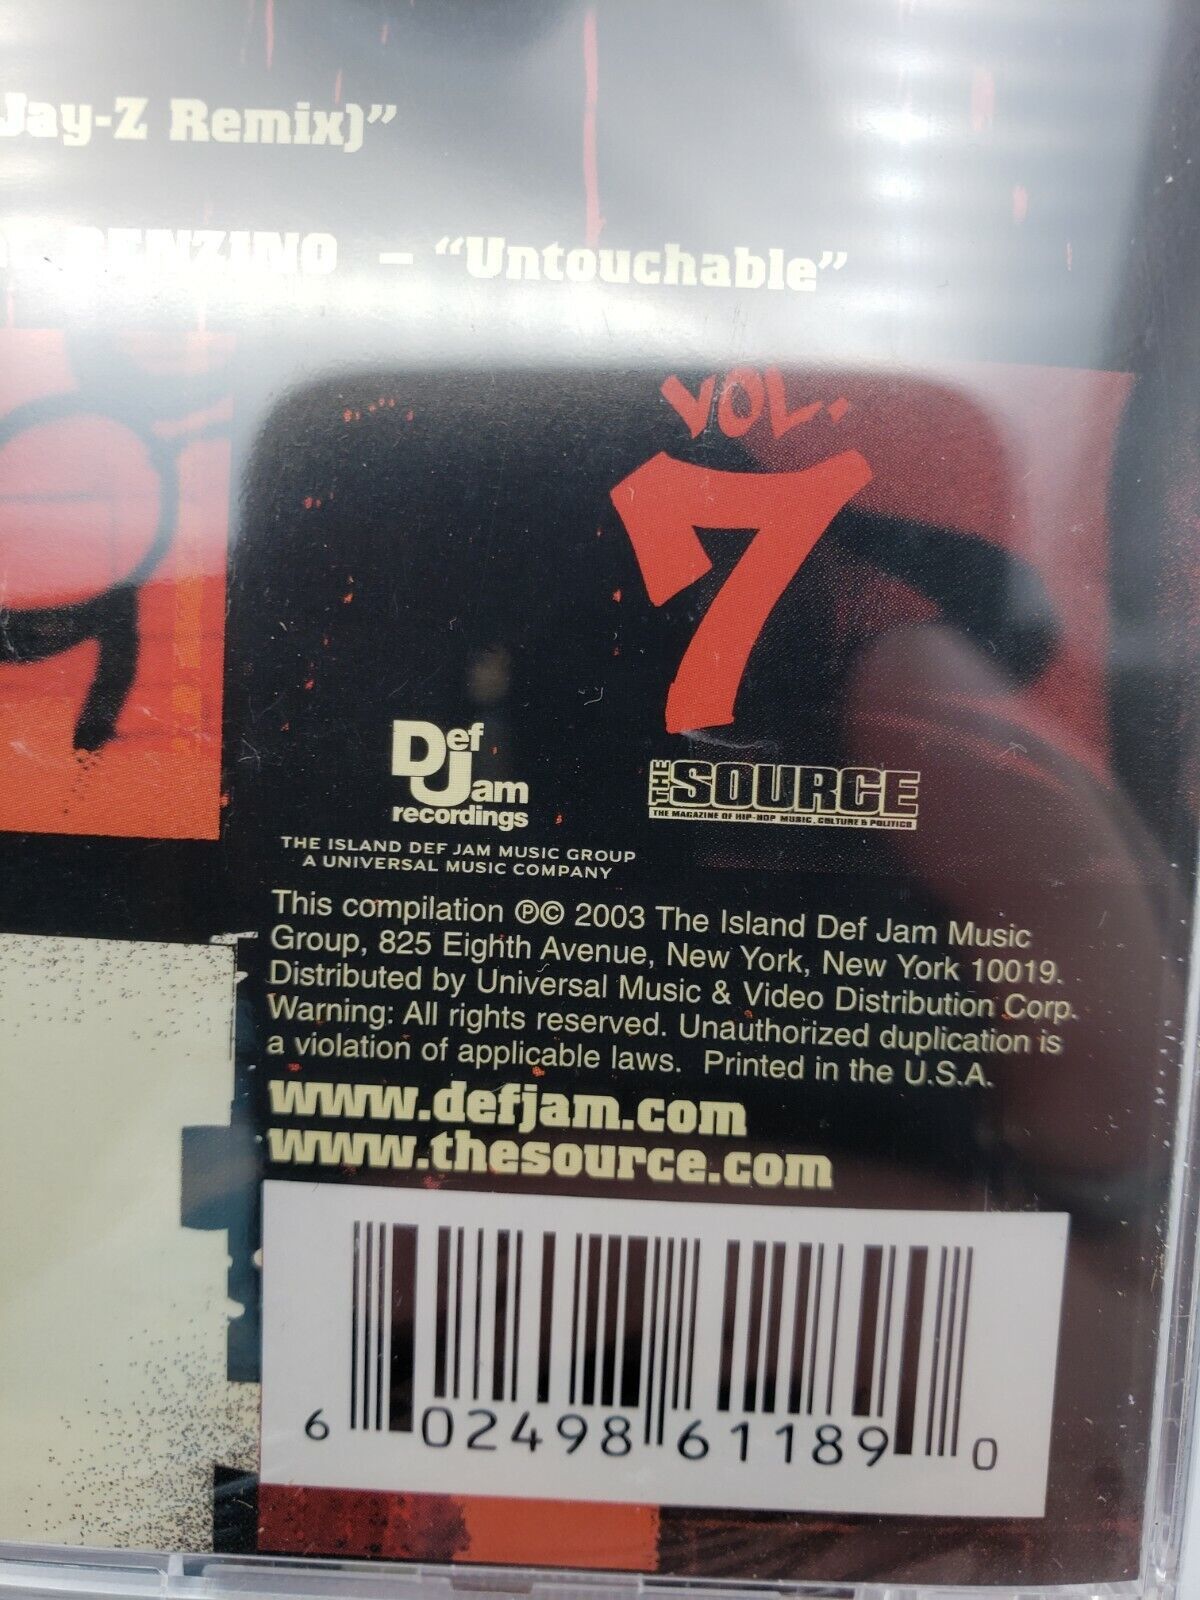 Jay-Z Remix)”
BENZINO – “Untouchable”
VOL.
7
Def
Jam
recordings
THE SOURCE
THE MAGAZINE OF HIP-HOP MUSIC, CULTURE & POLITICS
THE ISLAND DEF JAM MUSIC GROUP
A UNIVERSAL MUSIC COMPANY
This compilation ℗© 2003 The Island Def Jam Music
Group, 825 Eighth Avenue, New York, New York 10019.
Distributed by Universal Music & Video Distribution Corp.
Warning: All rights reserved. Unauthorized duplication is
a violation of applicable laws. Printed in the U.S.A.
www.defjam.com
www.thesource.com
6 02498 61189 0